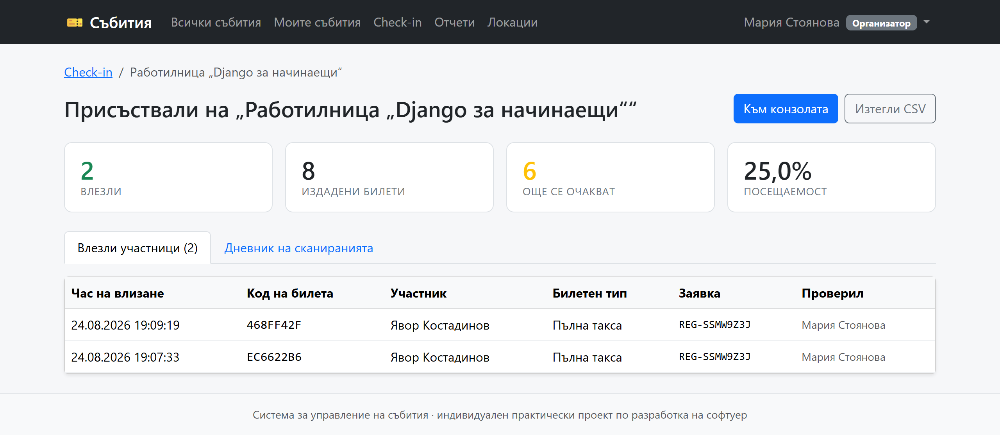 Събития Всички събития Моите събития Check-in Отчети Локации Мария Стоянова Организатор
Check-in / Работилница „Django за начинаещи“
Присъствали на „Работилница „Django за начинаещи““ Към конзолата Изтегли CSV
2 8 6 25,0%
ВЛЕЗЛИ ИЗДАДЕНИ БИЛЕТИ ОЩЕ СЕ ОЧАКВАТ ПОСЕЩАЕМОСТ
Влезли участници (2) Дневник на сканиранията
Час на влизане Код на билета Участник Билетен тип Заявка Проверил
24.08.2026 19:09:19 468FF42F Явор Костадинов Пълна такса REG-SSMW9Z3J Мария Стоянова
24.08.2026 19:07:33 EC6622B6 Явор Костадинов Пълна такса REG-SSMW9Z3J Мария Стоянова
Система за управление на събития · индивидуален практически проект по разработка на софтуер